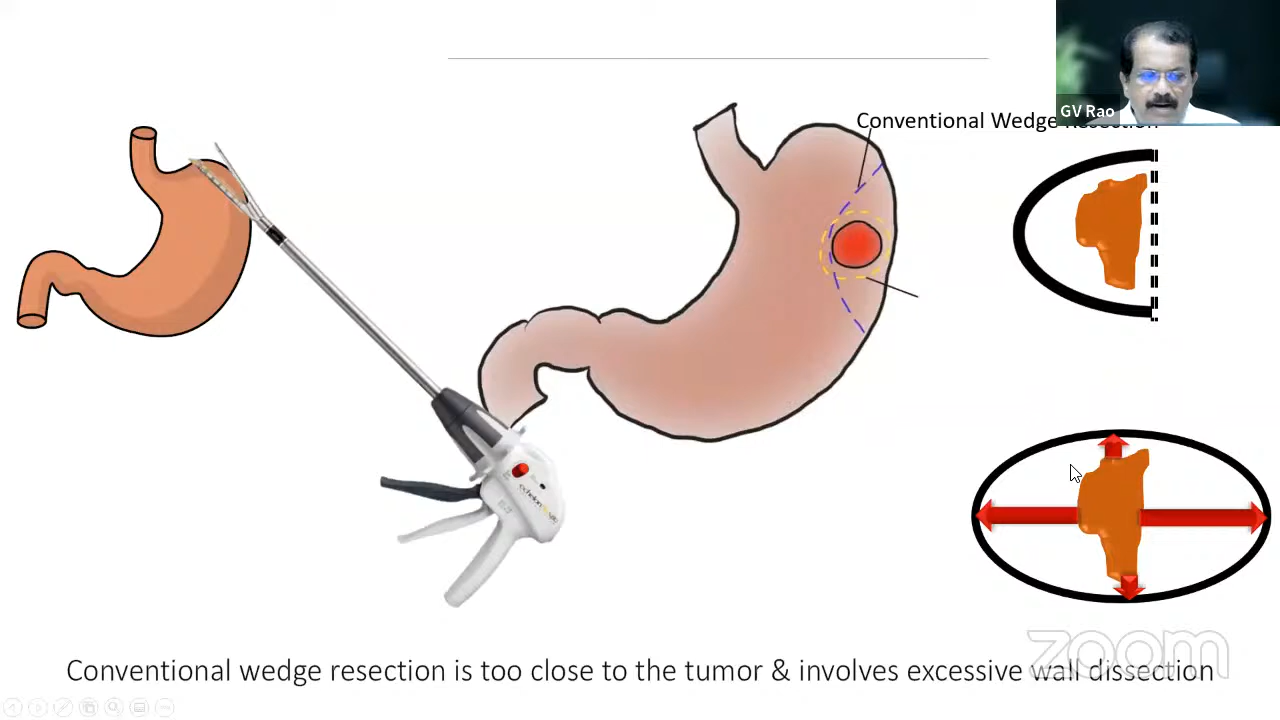 GV Rao
Conventional Wedge Resection
echelon
zoom
Conventional wedge resection is too close to the tumor & involves excessive wall dissection